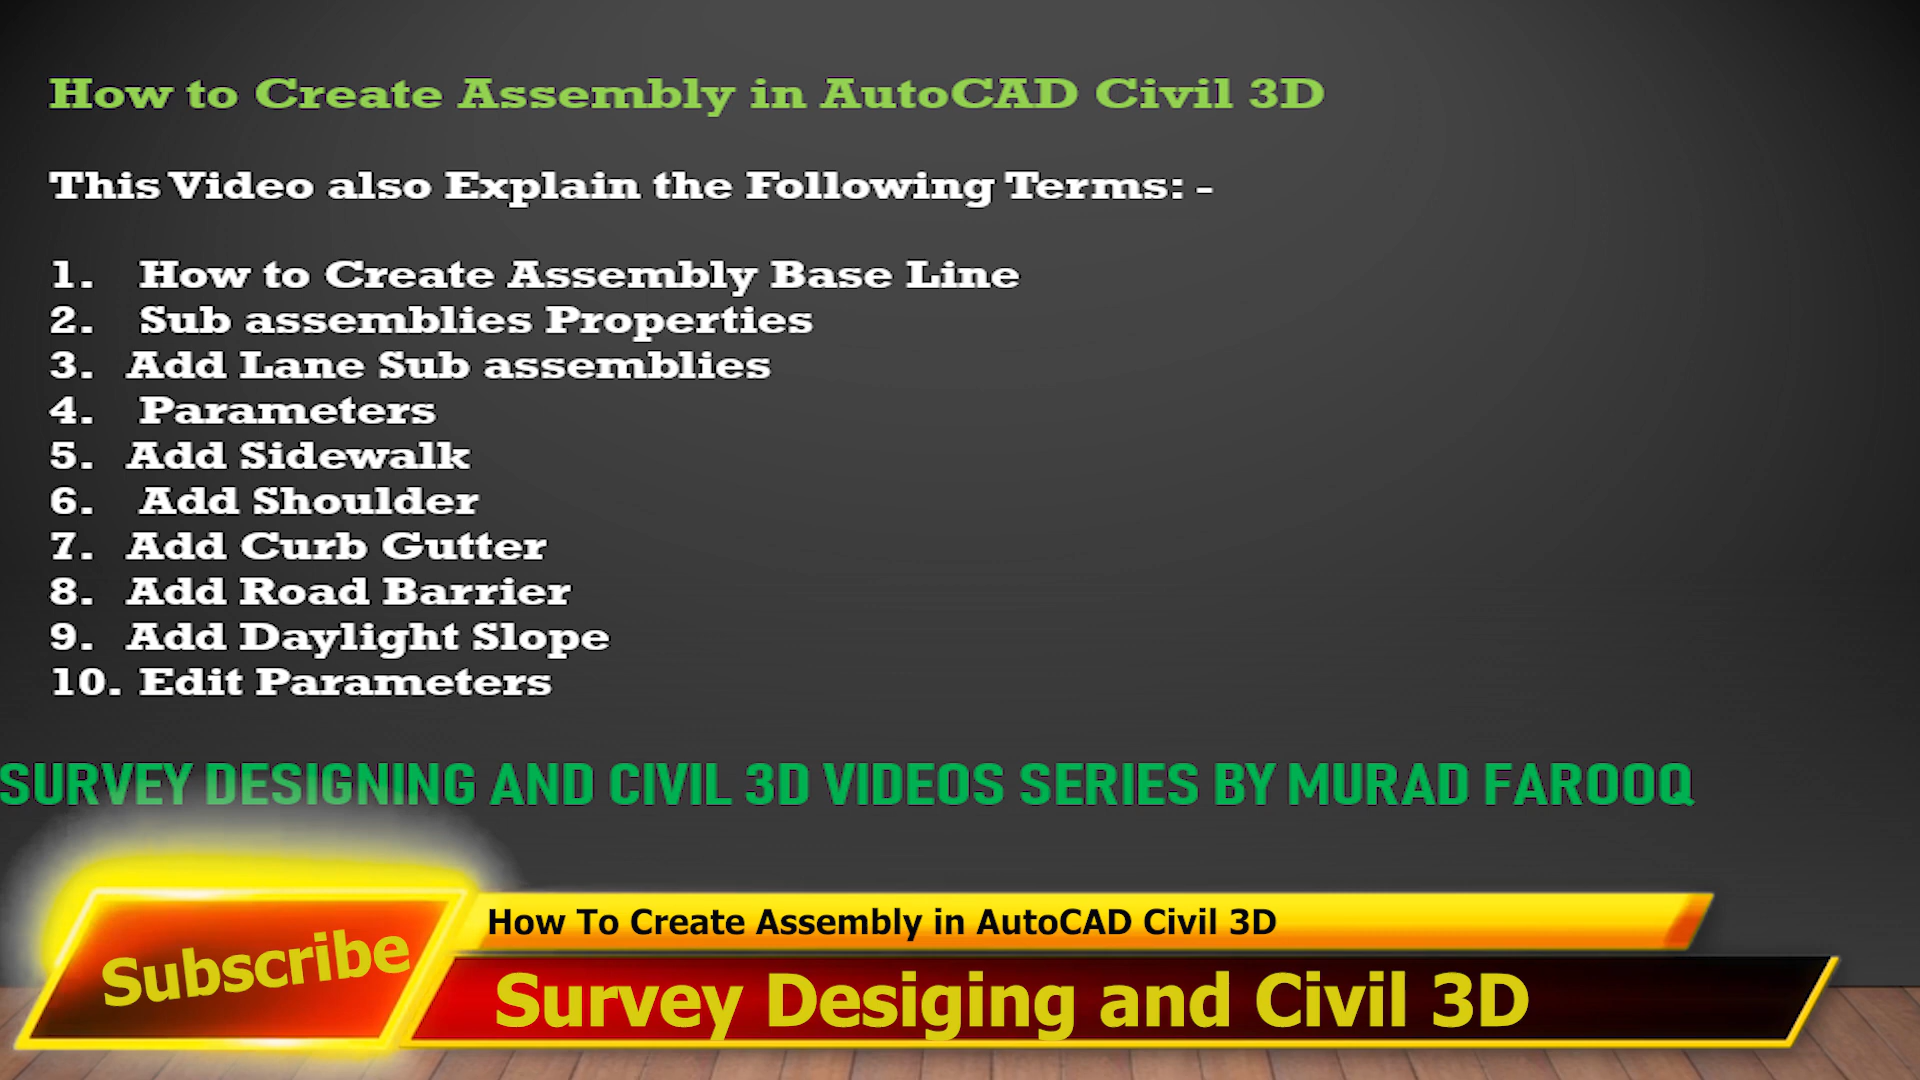 How to Create Assembly in AutoCAD Civil 3D
This Video also Explain the Following Terms: -
1. How to Create Assembly Base Line
2. Sub assemblies Properties
3. Add Lane Sub assemblies
4. Parameters
5. Add Sidewalk
6. Add Shoulder
7. Add Curb Gutter
8. Add Road Barrier
9. Add Daylight Slope
10. Edit Parameters
SURVEY DESIGNING AND CIVIL 3D VIDEOS SERIES BY MURAD FAROOQ
How To Create Assembly in AutoCAD Civil 3D
Subscribe
Survey Desiging and Civil 3D